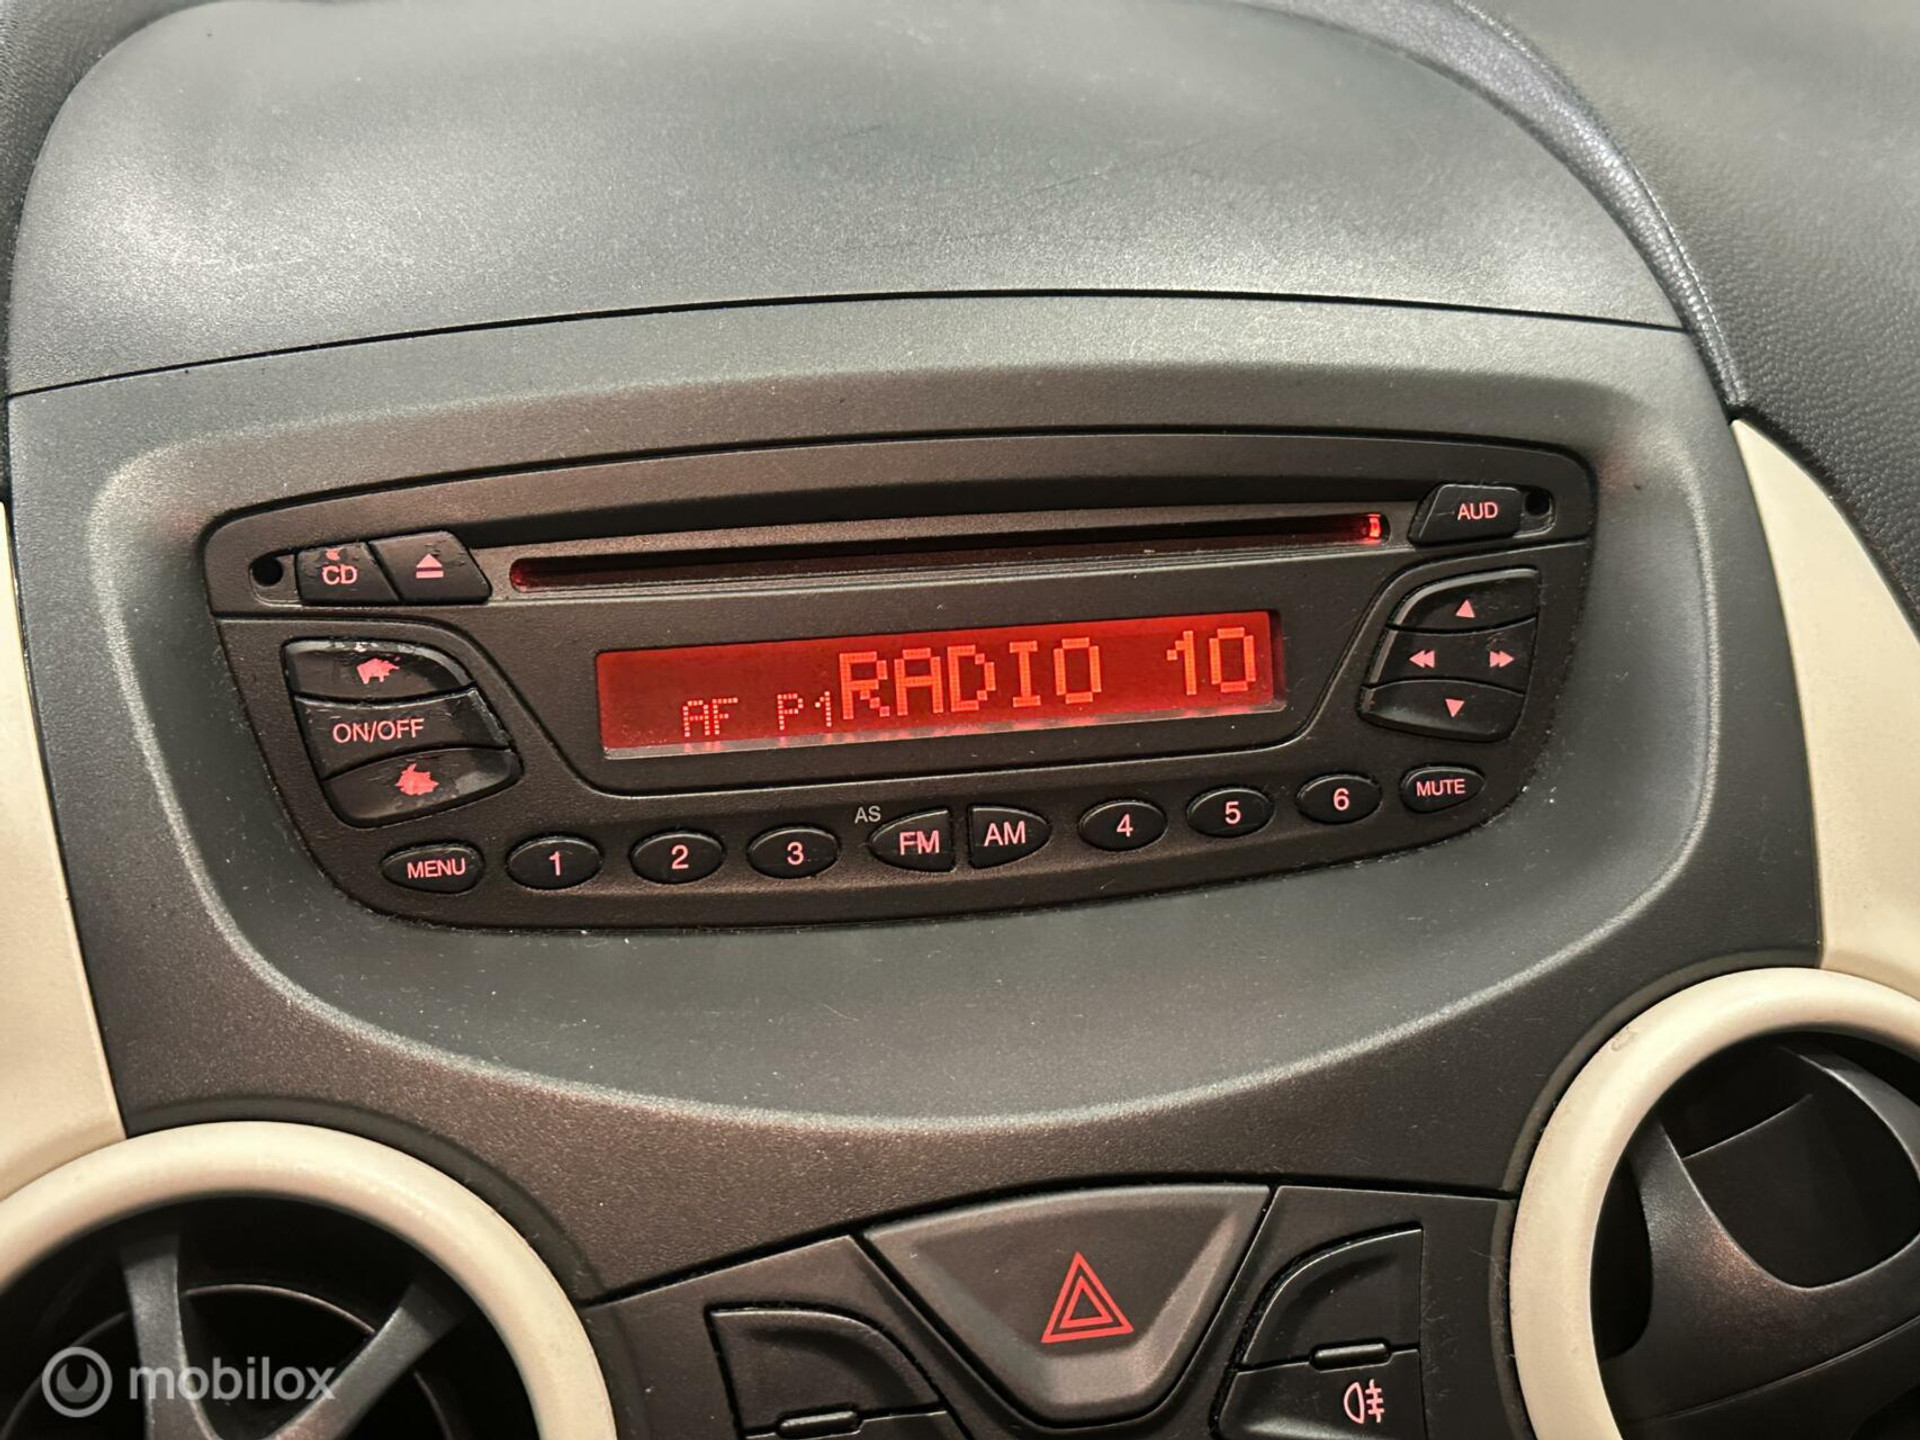 CD
AUD
AF P1 RADIO 10
ON/OFF
AS
MENU 1 2 3 FM AM 4 5 6 MUTE
mobilox